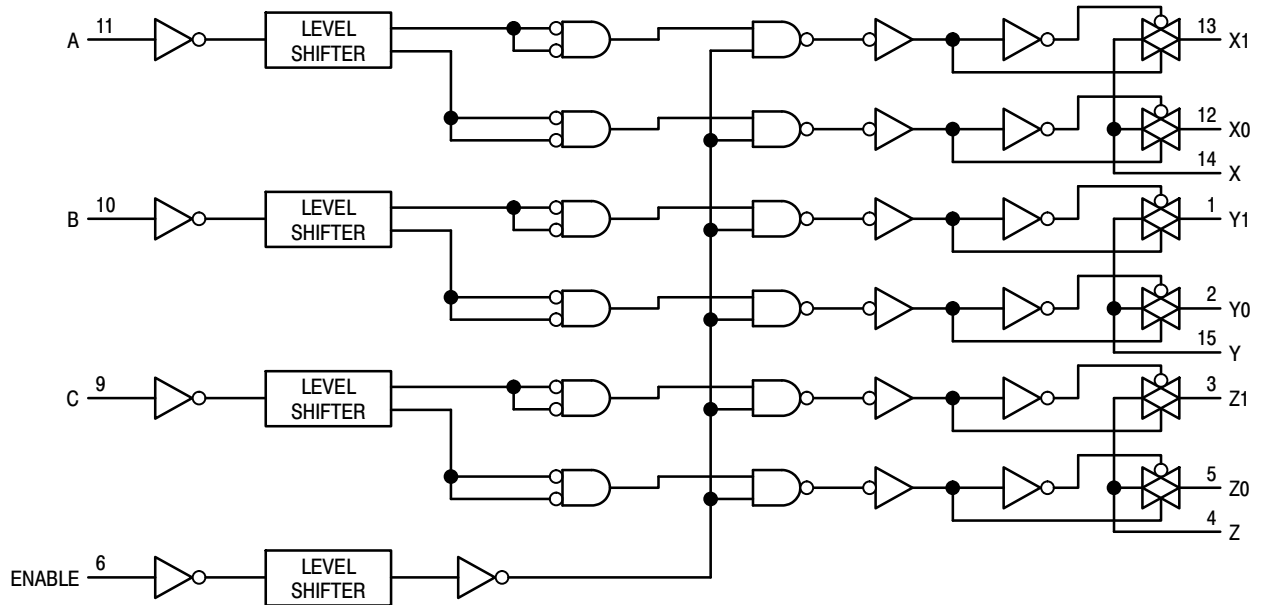 A 11 LEVEL SHIFTER 13 X1
12 X0
14 X
B 10 LEVEL SHIFTER 1 Y1
2 Y0
15 Y
C 9 LEVEL SHIFTER 3 Z1
5 Z0
4 Z
ENABLE 6 LEVEL SHIFTER